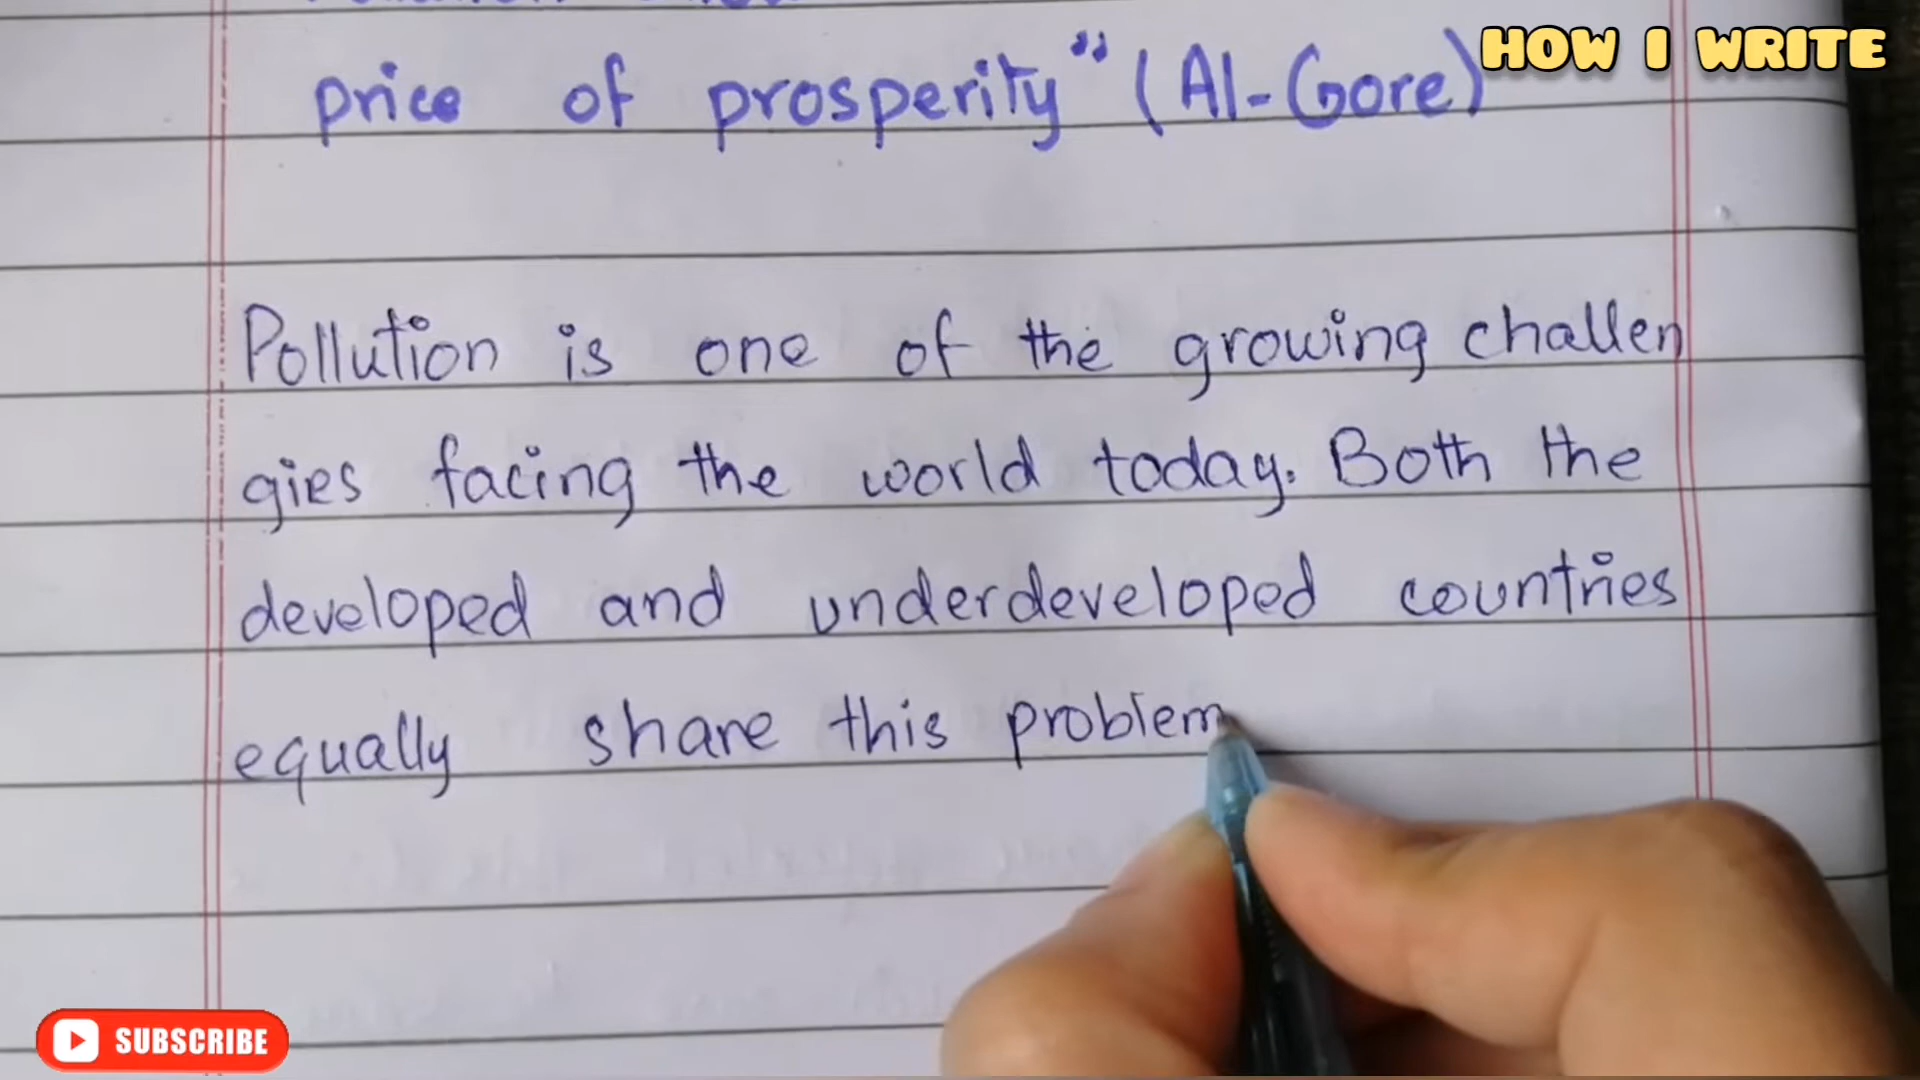 price of prosperity" (Al-Gore)
HOW I WRITE
Pollution is one of the growing challen
gies facing the world today. Both the
developed and underdeveloped countries
equally share this problem
SUBSCRIBE